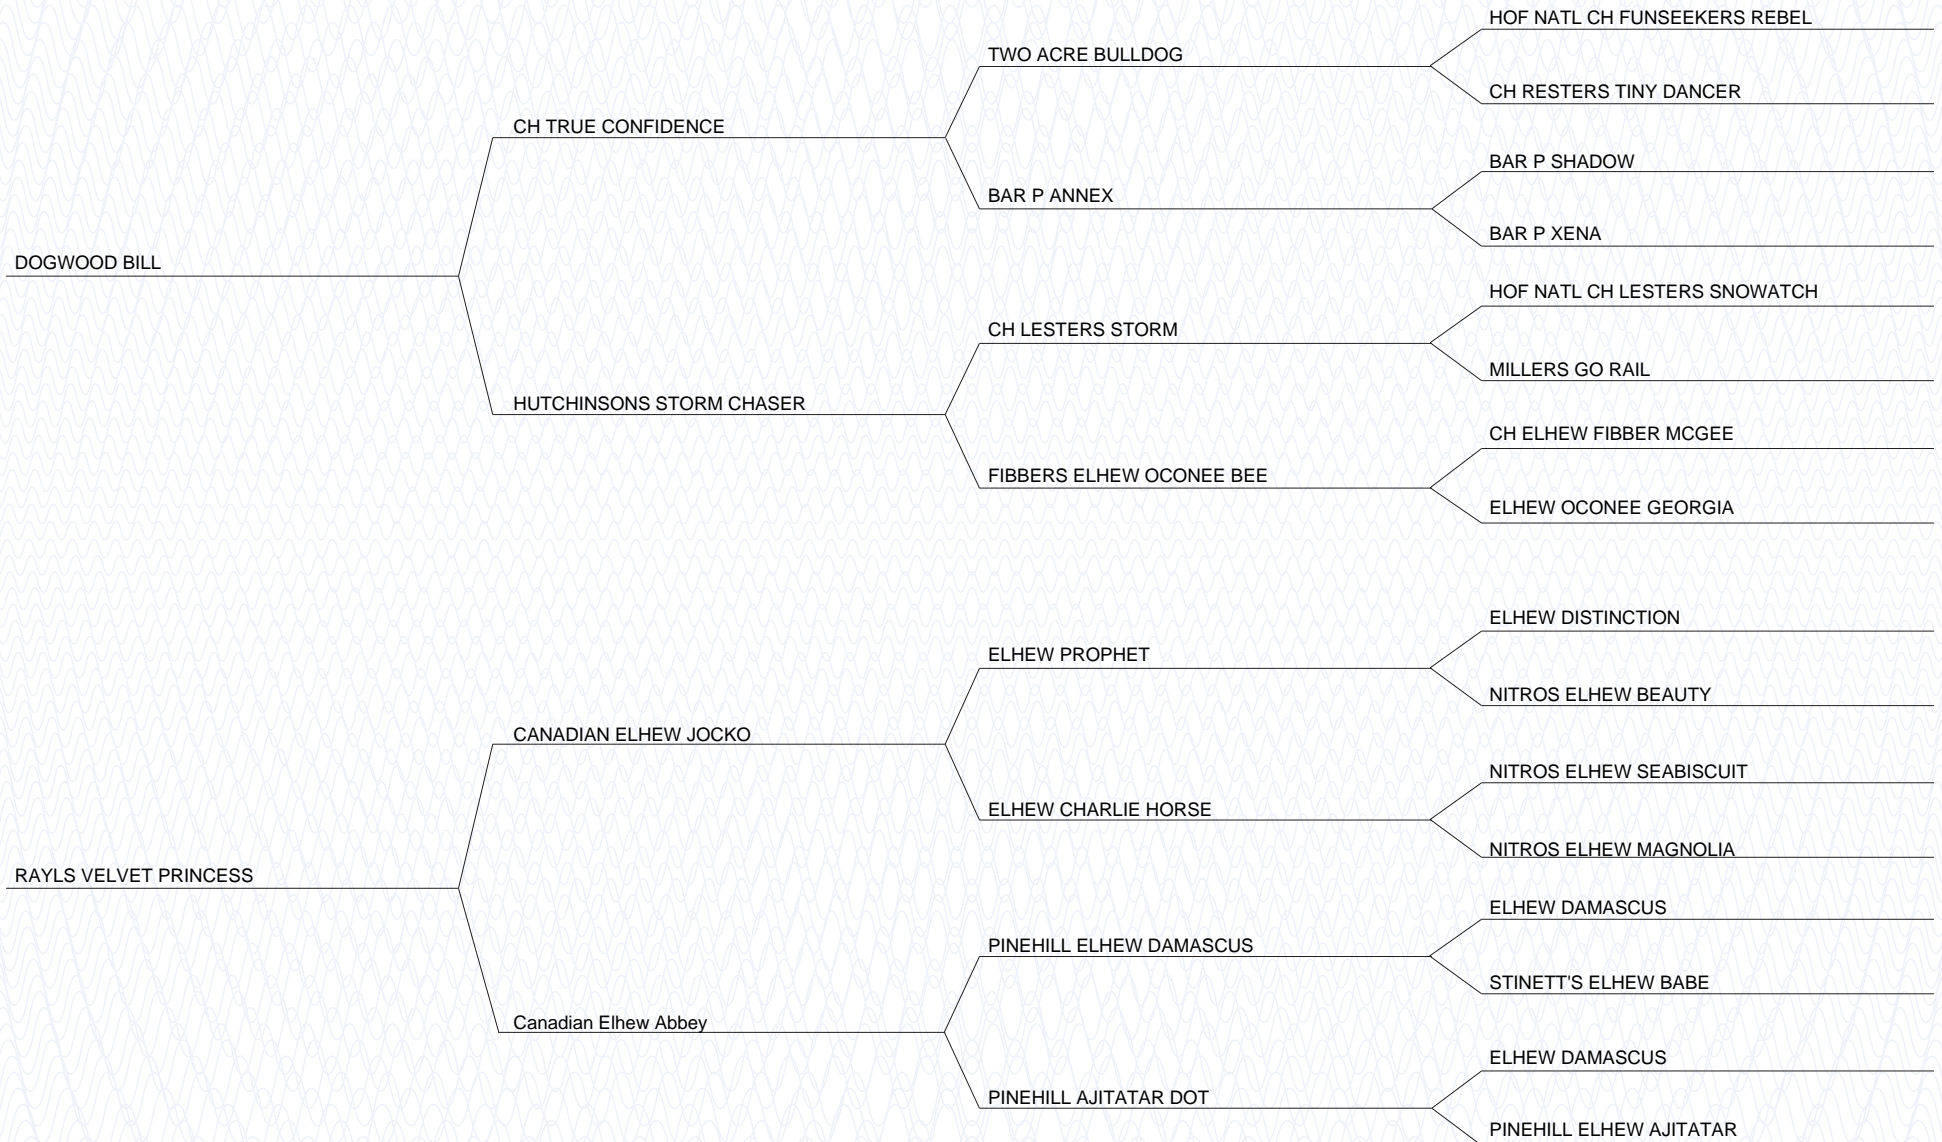 HOF NATL CH FUNSEEKERS REBEL
TWO ACRE BULLDOG
CH RESTERS TINY DANCER
CH TRUE CONFIDENCE
BAR P SHADOW
BAR P ANNEX
BAR P XENA
DOGWOOD BILL
HOF NATL CH LESTERS SNOWATCH
CH LESTERS STORM
MILLERS GO RAIL
HUTCHINSONS STORM CHASER
CH ELHEW FIBBER MCGEE
FIBBERS ELHEW OCONEE BEE
ELHEW OCONEE GEORGIA
ELHEW DISTINCTION
ELHEW PROPHET
NITROS ELHEW BEAUTY
CANADIAN ELHEW JOCKO
NITROS ELHEW SEABISCUIT
ELHEW CHARLIE HORSE
NITROS ELHEW MAGNOLIA
RAYLS VELVET PRINCESS
ELHEW DAMASCUS
PINEHILL ELHEW DAMASCUS
STINETT'S ELHEW BABE
Canadian Elhew Abbey
ELHEW DAMASCUS
PINEHILL AJITATAR DOT
PINEHILL ELHEW AJITATAR